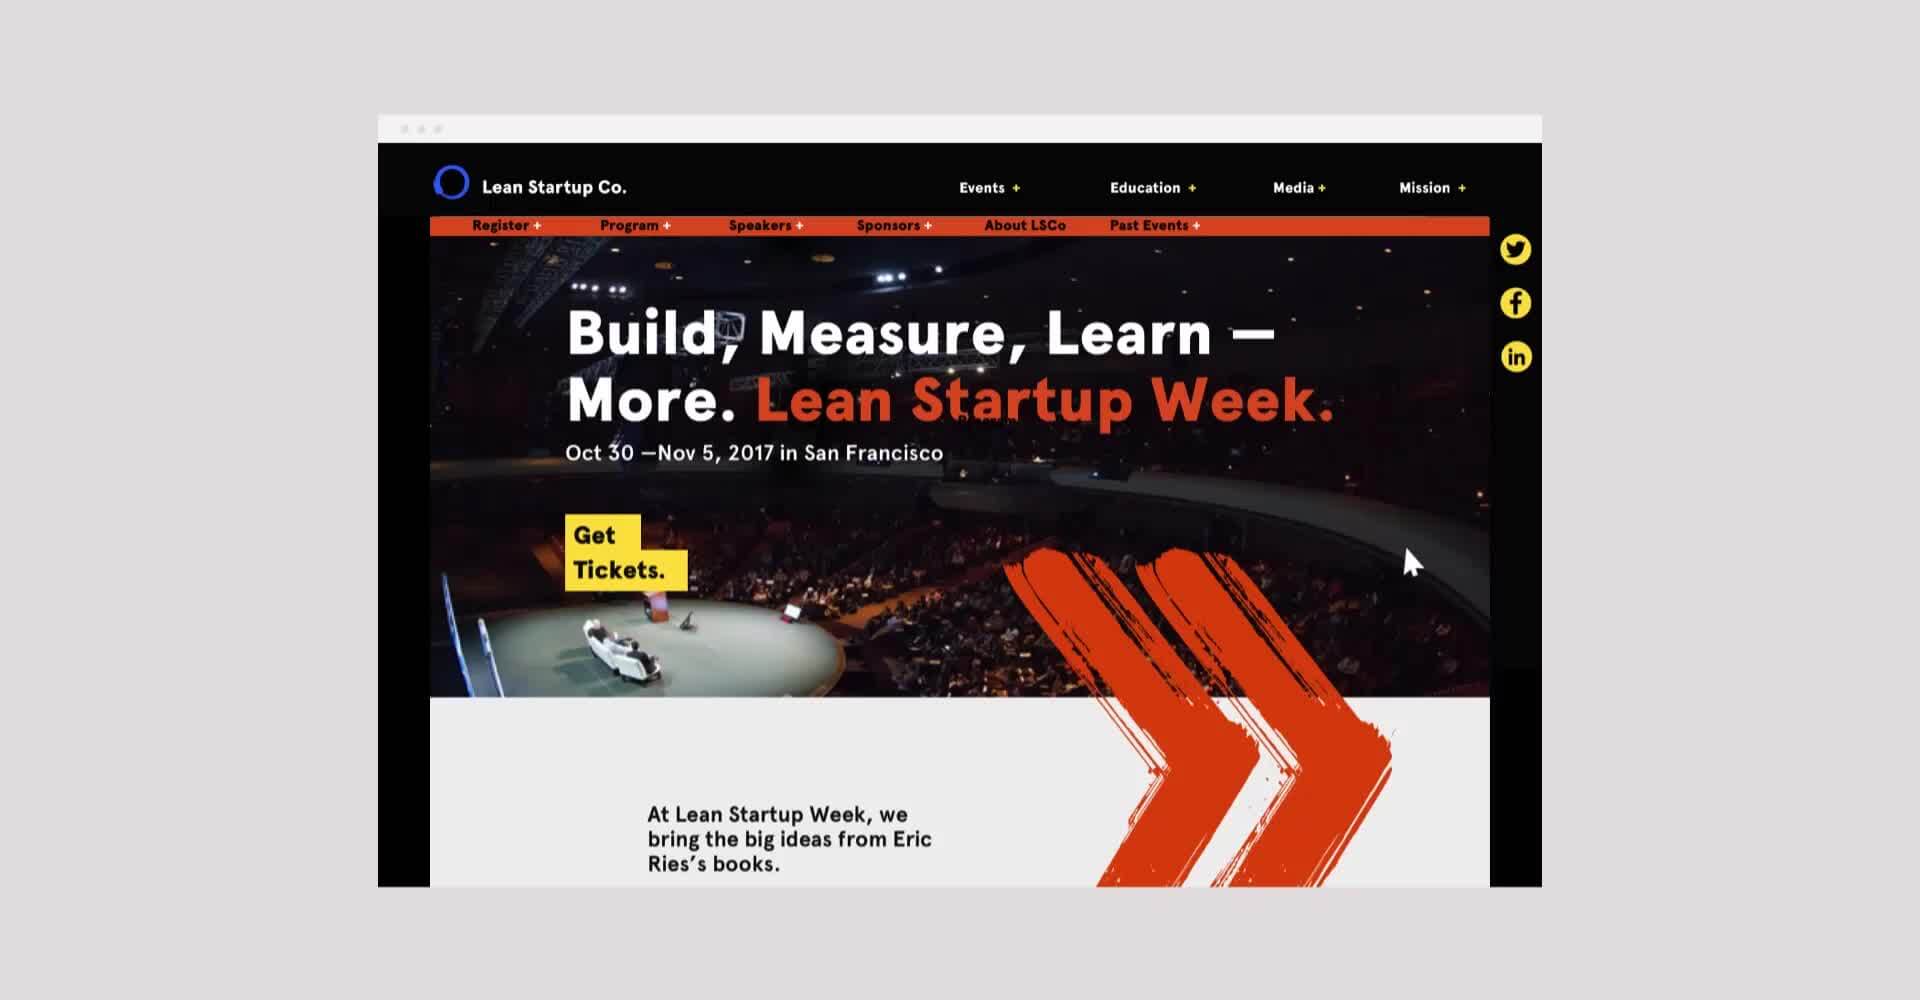 Lean Startup Co.
Events +
Education +
Media +
Mission +
Register +
Program +
Speakers +
Sponsors +
About LSCo
Past Events +
Build, Measure, Learn —
More. Lean Startup Week.
Oct 30 —Nov 5, 2017 in San Francisco
Get
Tickets.
At Lean Startup Week, we
bring the big ideas from Eric
Ries’s books.
f
in